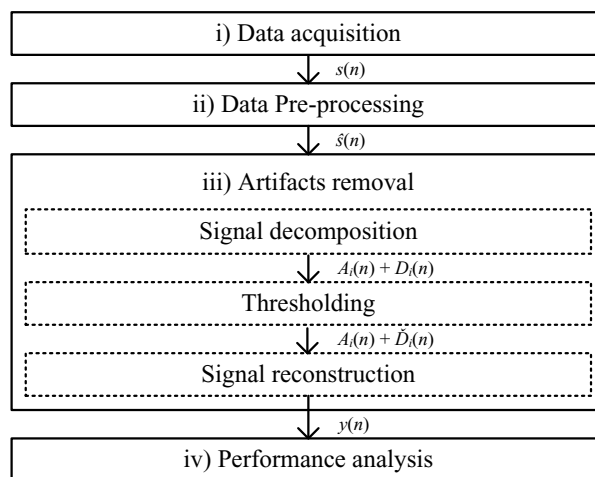 i) Data acquisition
s(n)
ii) Data Pre-processing
ŝ(n)
iii) Artifacts removal
Signal decomposition
Aᵢ(n) + Dᵢ(n)
Thresholding
Aᵢ(n) + Ďᵢ(n)
Signal reconstruction
y(n)
iv) Performance analysis